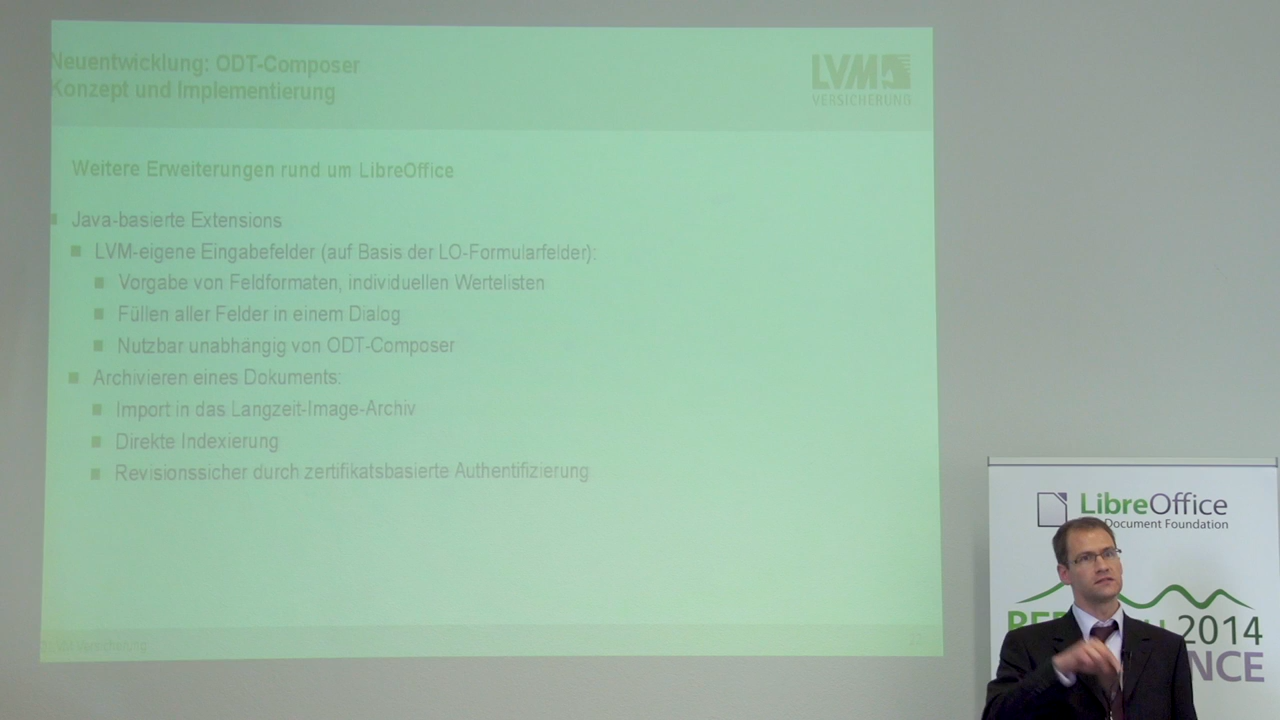 Neuentwicklung: ODT-Composer
Konzept und Implementierung
LVM
VERSICHERUNG
Weitere Erweiterungen rund um LibreOffice
Java-basierte Extensions
LVM-eigene Eingabefelder (auf Basis der LO-Formularfelder):
Vorgabe von Feldformaten, individuellen Wertelisten
Füllen aller Felder in einem Dialog
Nutzbar unabhängig von ODT-Composer
Archivieren eines Dokuments:
Import in das Langzeit-Image-Archiv
Direkte Indexierung
Revisionssicher durch zertifikatsbasierte Authentifizierung
LVM Versicherung
LibreOffice
Document Foundation
2014
NCE